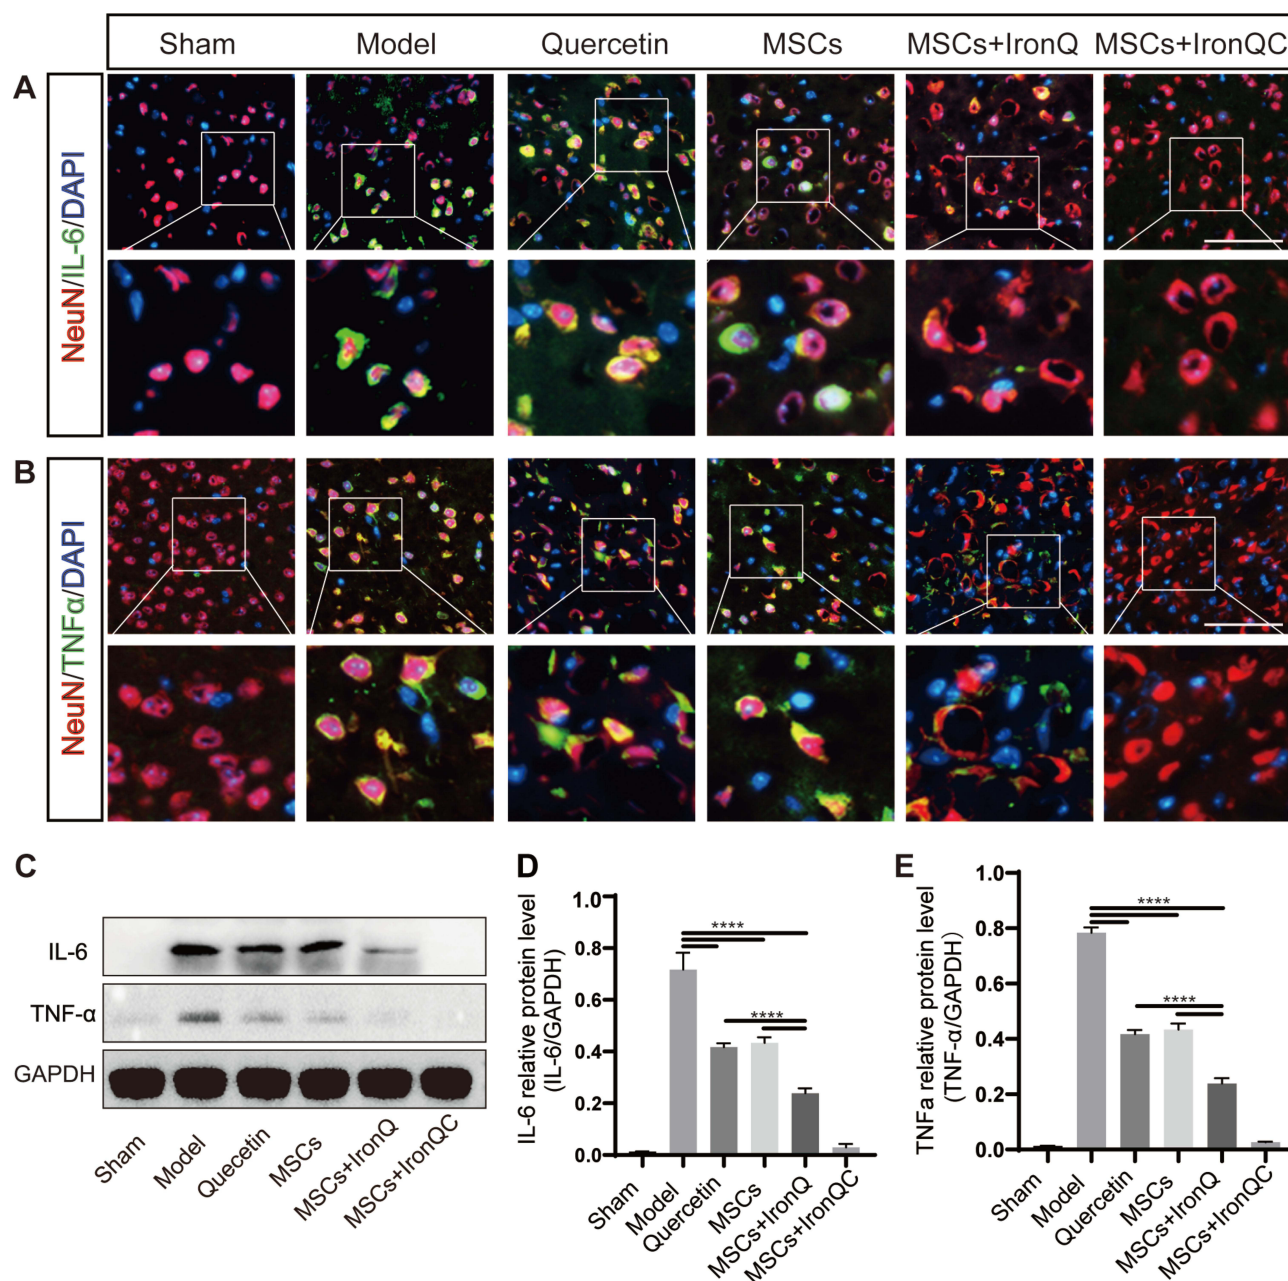 Sham Model Quercetin MSCs MSCs+IronQ MSCs+IronQC
A
NeuN/IL-6/DAPI
B
NeuN/TNFα/DAPI
C
IL-6
TNF-α
GAPDH
Sham Model Quecetin MSCs MSCs+IronQ MSCs+IronQC
D
IL-6 relative protein level
(IL-6/GAPDH)
1.0
0.8
0.6
0.4
0.2
0.0
****
****
Sham Model Quercetin MSCs MSCs+IronQ MSCs+IronQC
E
TNFa relative protein level
(TNF-α/GAPDH)
1.0
0.8
0.6
0.4
0.2
0.0
****
****
Sham Model Quercetin MSCs MSCs+IronQ MSCs+IronQC